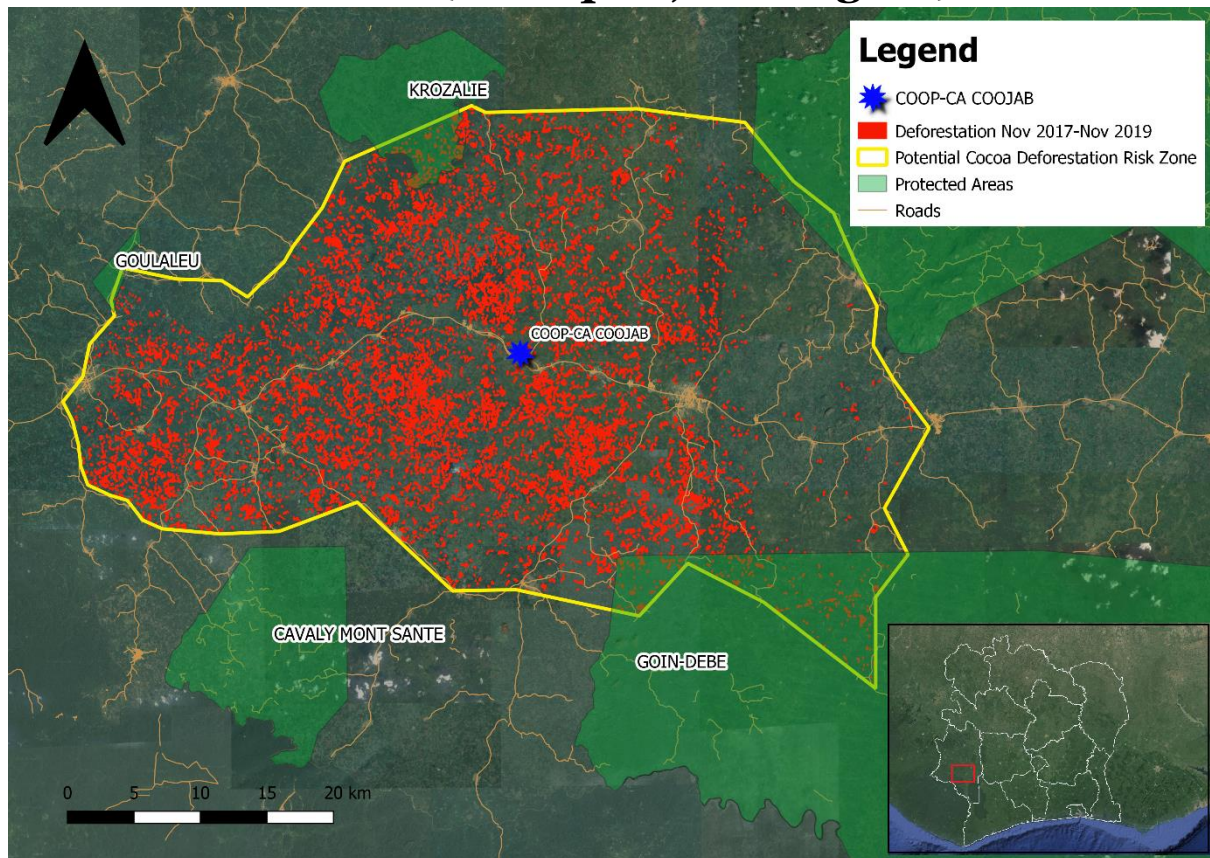 Legend
COOP-CA COOJAB
Deforestation Nov 2017-Nov 2019
Potential Cocoa Deforestation Risk Zone
Protected Areas
Roads
KROZALIE
GOULALEU
COOP-CA COOJAB
CAVALY MONT SANTE
GOIN-DEBE
0 5 10 15 20 km